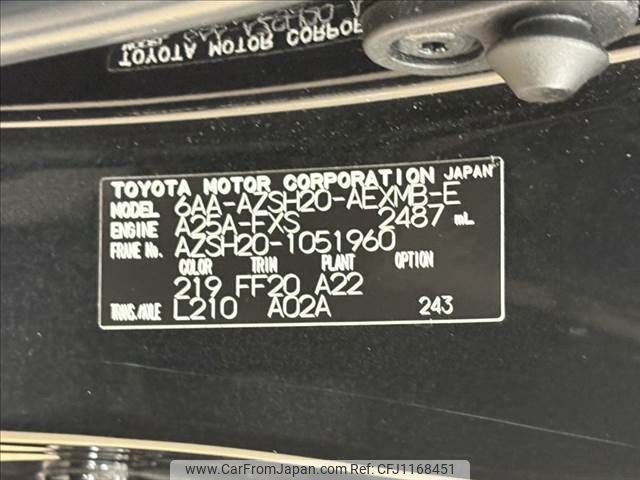 TOYOTA MOTOR CORPOR
TOYOTA MOTOR CORPORATION JAPAN
MODEL 6AA-AZSH20-AEXMB-E
ENGINE A25A-FXS 2487 mL
FRAME No. AZSH20-1051960
COLOR TRIM PLANT OPTION
219 FF20 A22
TRANS./AXLE L210 A02A 243
www.CarFromJapan.com | Ref. CFJ1168451